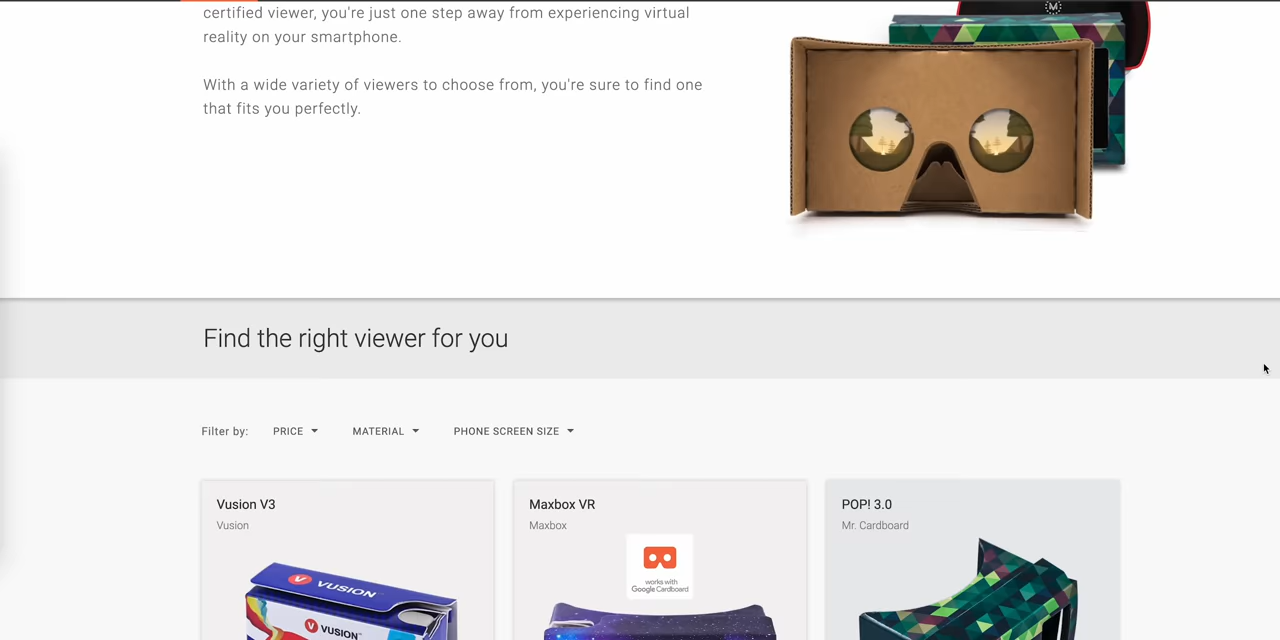 certified viewer, you're just one step away from experiencing virtual
reality on your smartphone.
With a wide variety of viewers to choose from, you're sure to find one
that fits you perfectly.
M
Find the right viewer for you
Filter by:
PRICE
MATERIAL
PHONE SCREEN SIZE
Vusion V3
Vusion
V VUSION
V VUSION
Maxbox VR
Maxbox
works with
Google Cardboard
POP! 3.0
Mr. Cardboard